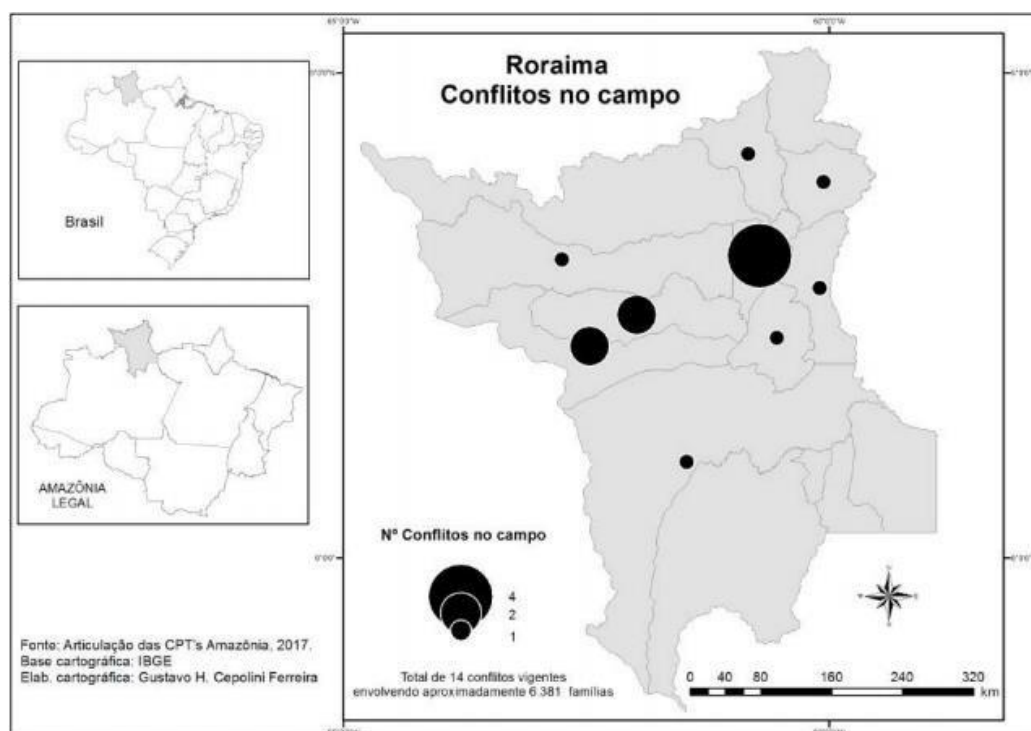 Roraima
Conflitos no campo
Brasil
AMAZÔNIA
LEGAL
Nº Conflitos no campo
4
2
1
Total de 14 conflitos vigentes
envolvendo aproximadamente 6 381 famílias
0 40 80 160 240 320
km
Fonte: Articulação das CPT's Amazônia, 2017.
Base cartográfica: IBGE
Elab. cartográfica: Gustavo H. Cepolini Ferreira